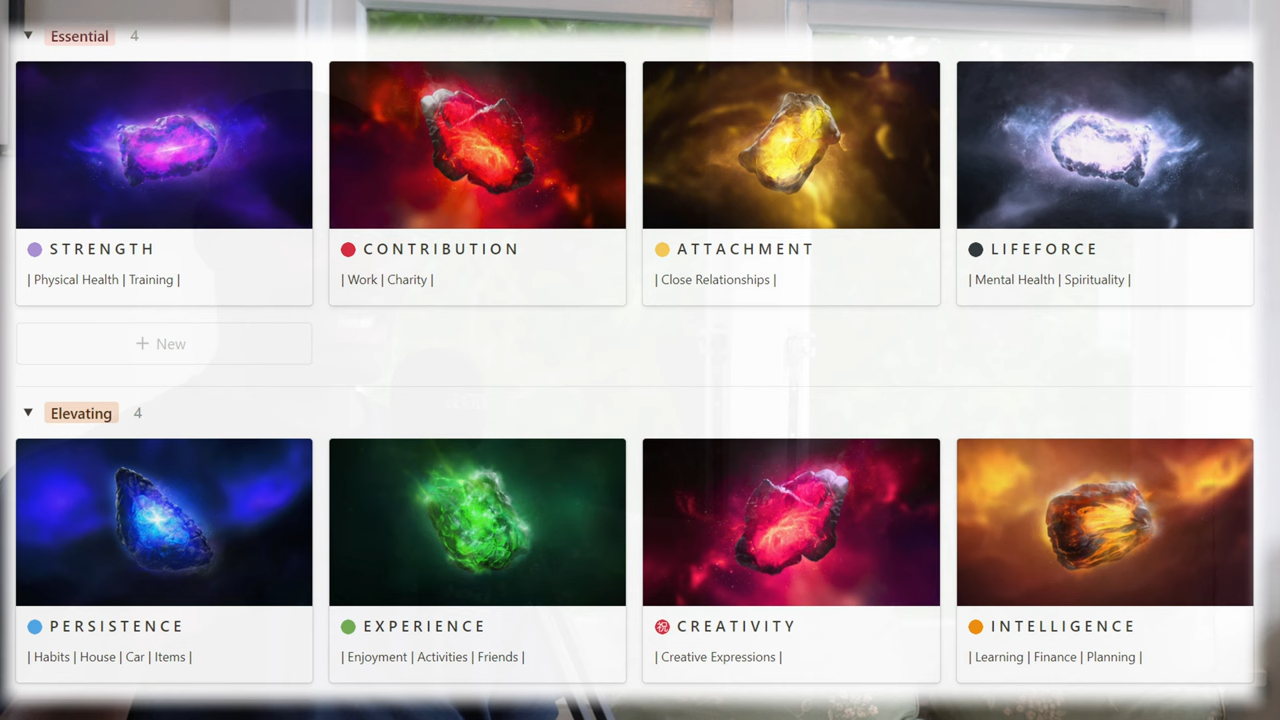 Essential 4
STRENGTH
| Physical Health | Training |
CONTRIBUTION
| Work | Charity |
ATTACHMENT
| Close Relationships |
LIFEFORCE
| Mental Health | Spirituality |
+ New
Elevating 4
PERSISTENCE
| Habits | House | Car | Items |
EXPERIENCE
| Enjoyment | Activities | Friends |
㊗ CREATIVITY
| Creative Expressions |
INTELLIGENCE
| Learning | Finance | Planning |